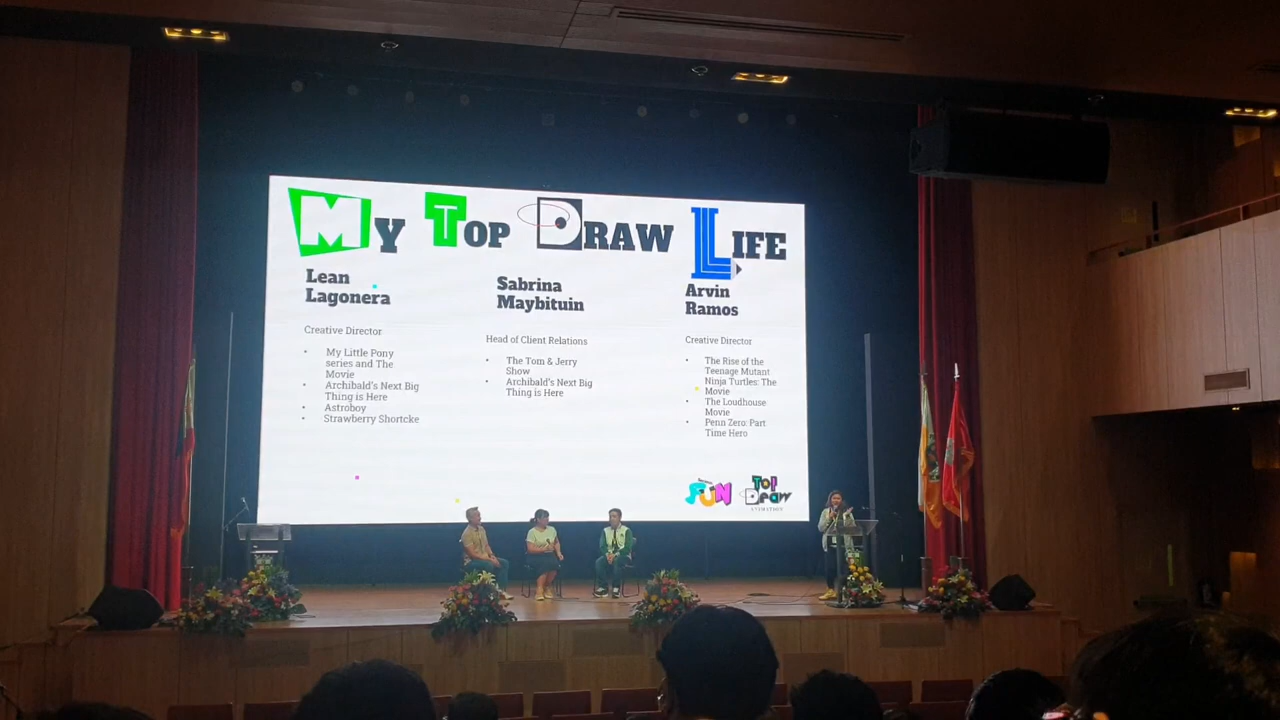 My Top Draw Life
Lean
Lagonera
Creative Director
• My Little Pony
series and The
Movie
• Archibald's Next Big
Thing is Here
• Astroboy
• Strawberry Shortcke
Sabrina
Maybituin
Head of Client Relations
• The Tom & Jerry
Show
• Archibald's Next Big
Thing is Here
Arvin
Ramos
Creative Director
• The Rise of the
Teenage Mutant
Ninja Turtles: The
Movie
• The Loudhouse
Movie
• Penn Zero: Part
Time Hero
FUN
Top
Draw
ANIMATION